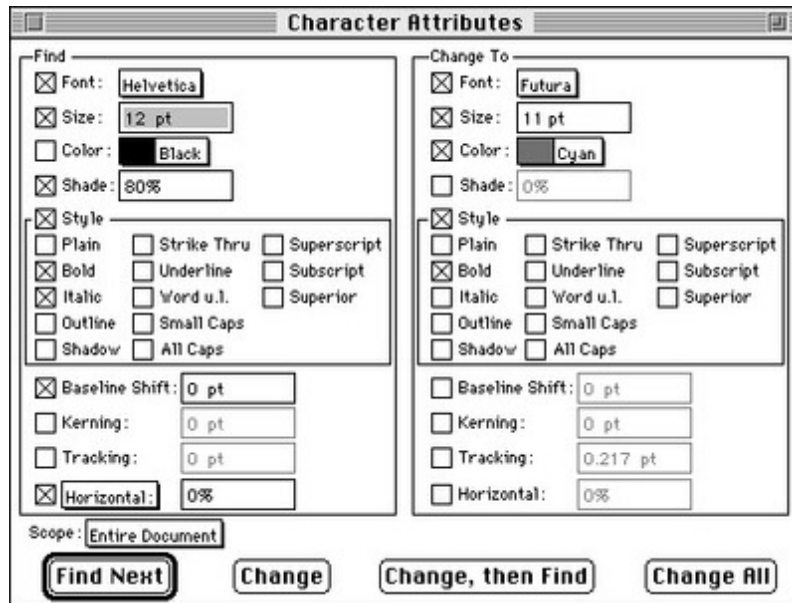 Character Attributes
Find
Font: Helvetica
Size: 12 pt
Color: Black
Shade: 80%
Style
Plain Strike Thru Superscript
Bold Underline Subscript
Italic Word u.l. Superior
Outline Small Caps
Shadow All Caps
Baseline Shift: 0 pt
Kerning: 0 pt
Tracking: 0 pt
Horizontal: 0%
Change To
Font: Futura
Size: 11 pt
Color: Cyan
Shade: 0%
Style
Plain Strike Thru Superscript
Bold Underline Subscript
Italic Word u.l. Superior
Outline Small Caps
Shadow All Caps
Baseline Shift: 0 pt
Kerning: 0 pt
Tracking: 0.217 pt
Horizontal: 0%
Scope: Entire Document
Find Next Change Change, then Find Change All